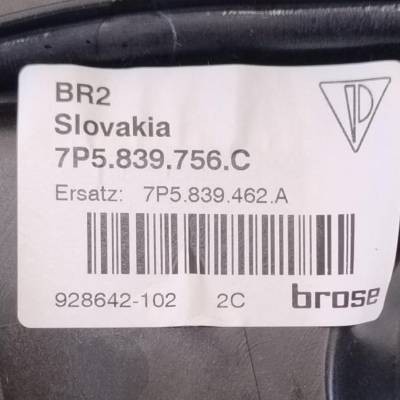 BR2
Slovakia
7P5.839.756.C
Ersatz: 7P5.839.462.A
928642-102 2C brose